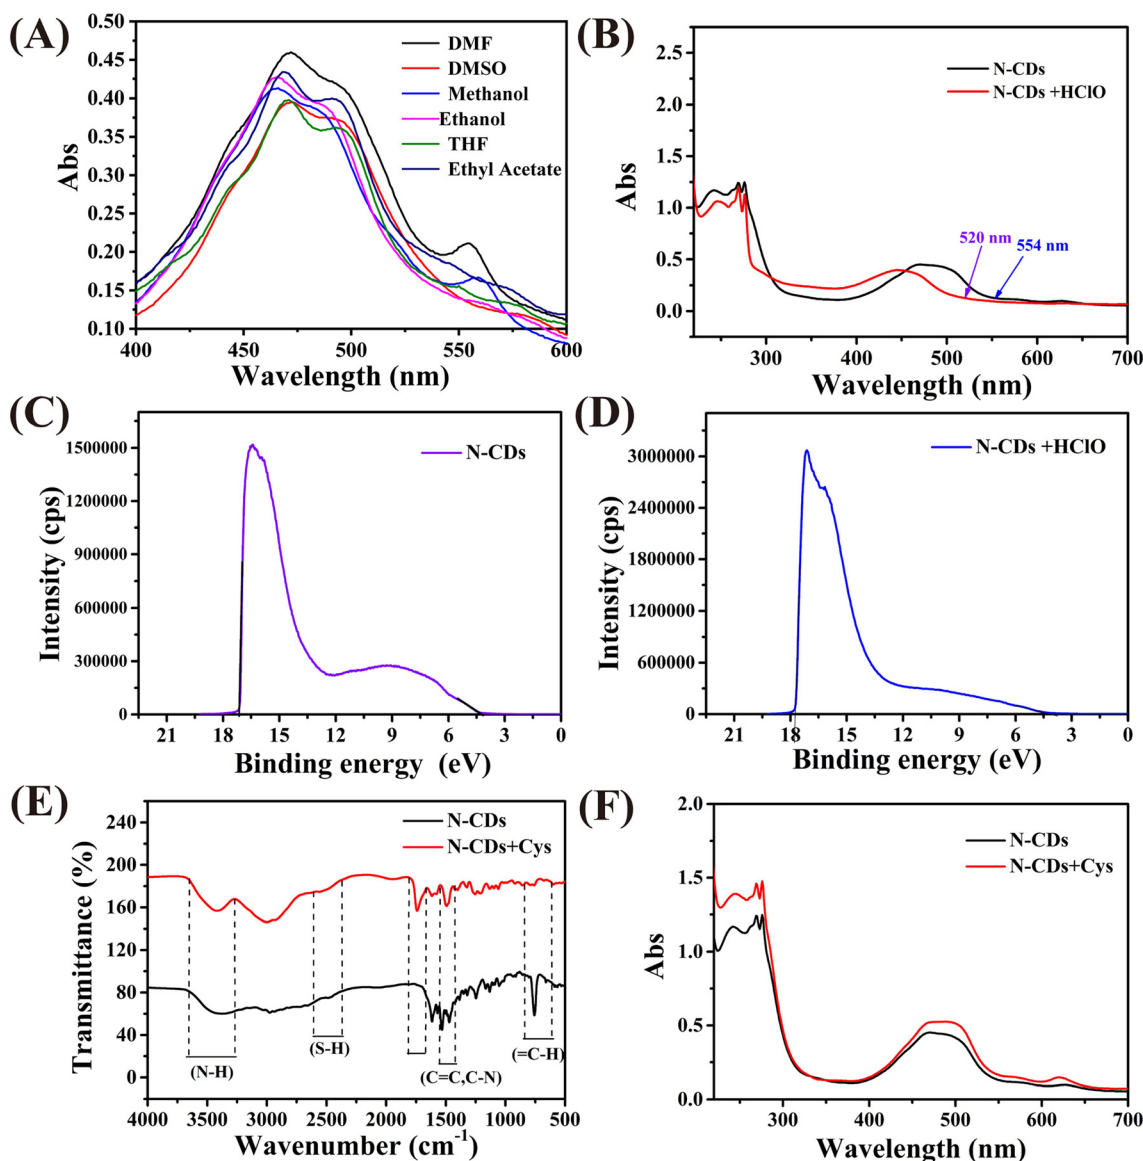 (A)
0.50
0.45
0.40
0.35
0.30
0.25
0.20
0.15
0.10
Abs
400
450
500
550
600
Wavelength (nm)
DMF
DMSO
Methanol
Ethanol
THF
Ethyl Acetate
(B)
2.5
2.0
1.5
1.0
0.5
0.0
Abs
300
400
500
600
700
Wavelength (nm)
N-CDs
N-CDs +HClO
520 nm
554 nm
(C)
1500000
1200000
900000
600000
300000
0
Intensity (cps)
21
18
15
12
9
6
3
0
Binding energy (eV)
N-CDs
(D)
3000000
2400000
1800000
1200000
600000
0
Intensity (cps)
21
18
15
12
9
6
3
0
Binding energy (eV)
N-CDs +HClO
(E)
240
200
160
120
80
40
0
Transmittance (%)
4000
3500
3000
2500
2000
1500
1000
500
Wavenumber (cm-1)
N-CDs
N-CDs+Cys
(N-H)
(S-H)
(C=C,C-N)
(=C-H)
(F)
2.0
1.5
1.0
0.5
0.0
Abs
300
400
500
600
700
Wavelength (nm)
N-CDs
N-CDs+Cys